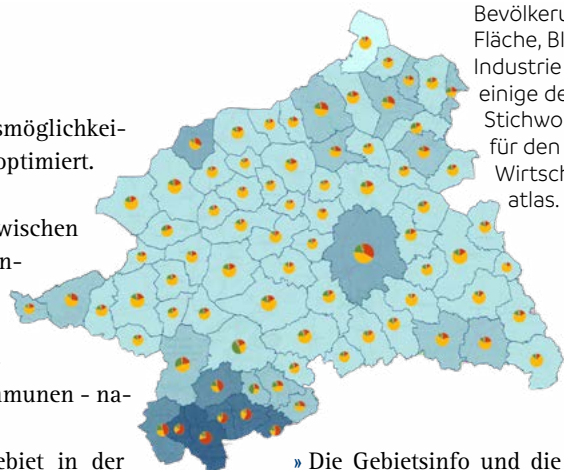 smöglichkei-
optimiert.
wischen
n-
munen - na-
ebiet in der
Bevölkeru
Fläche, Bl
Industrie
einige de
Stichwo
für den
Wirtsch
atlas.
» Die Gebietsinfo und die